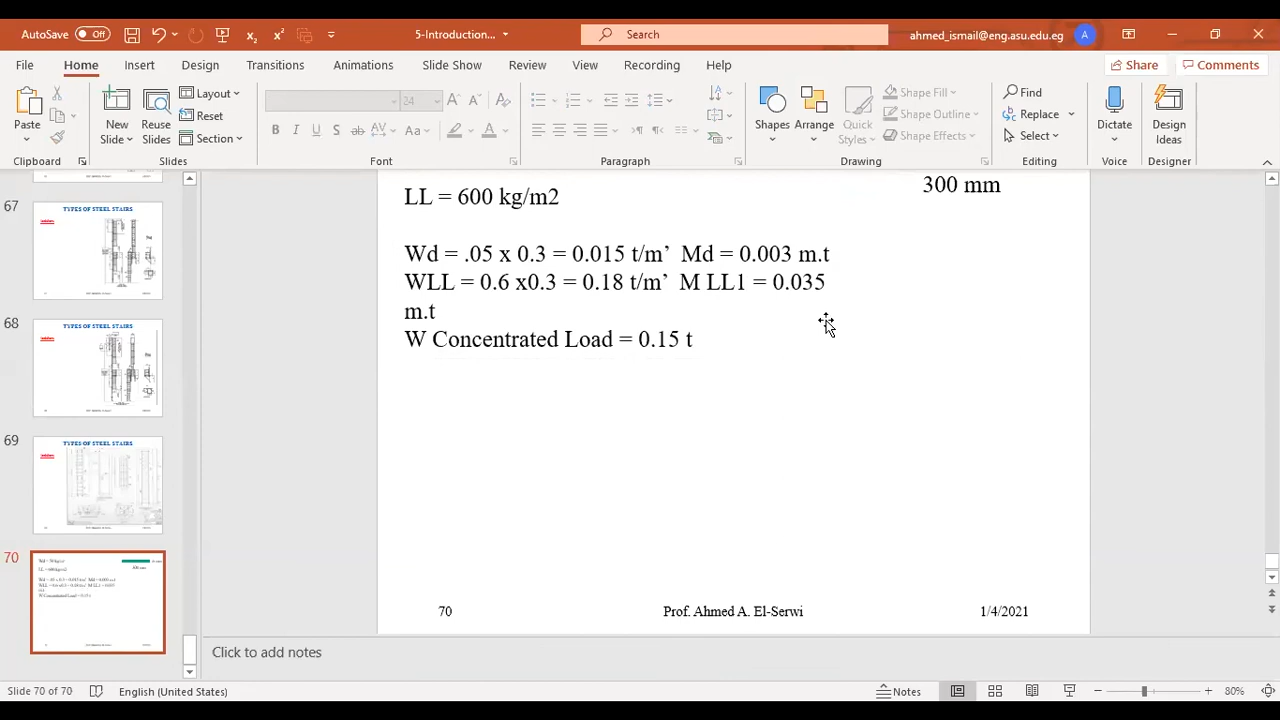 AutoSave Off 5-Introduction... Search ahmed_ismail@eng.asu.edu.eg A
File Home Insert Design Transitions Animations Slide Show Review View Recording Help Share Comments
Paste New Slide Reuse Slides Layout Reset Section 24 Shapes Arrange Quick Styles Shape Fill Shape Outline Shape Effects Find Replace Select Dictate Design Ideas
Clipboard Slides Font Paragraph Drawing Editing Voice Designer
67 TYPES OF STEEL STAIRS
68 TYPES OF STEEL STAIRS
69 TYPES OF STEEL STAIRS
70
300 mm
LL = 600 kg/m2
Wd = .05 x 0.3 = 0.015 t/m’ Md = 0.003 m.t
WLL = 0.6 x0.3 = 0.18 t/m’ M LL1 = 0.035
m.t
W Concentrated Load = 0.15 t
70 Prof. Ahmed A. El-Serwi 1/4/2021
Click to add notes
Slide 70 of 70 English (United States) Notes 80%